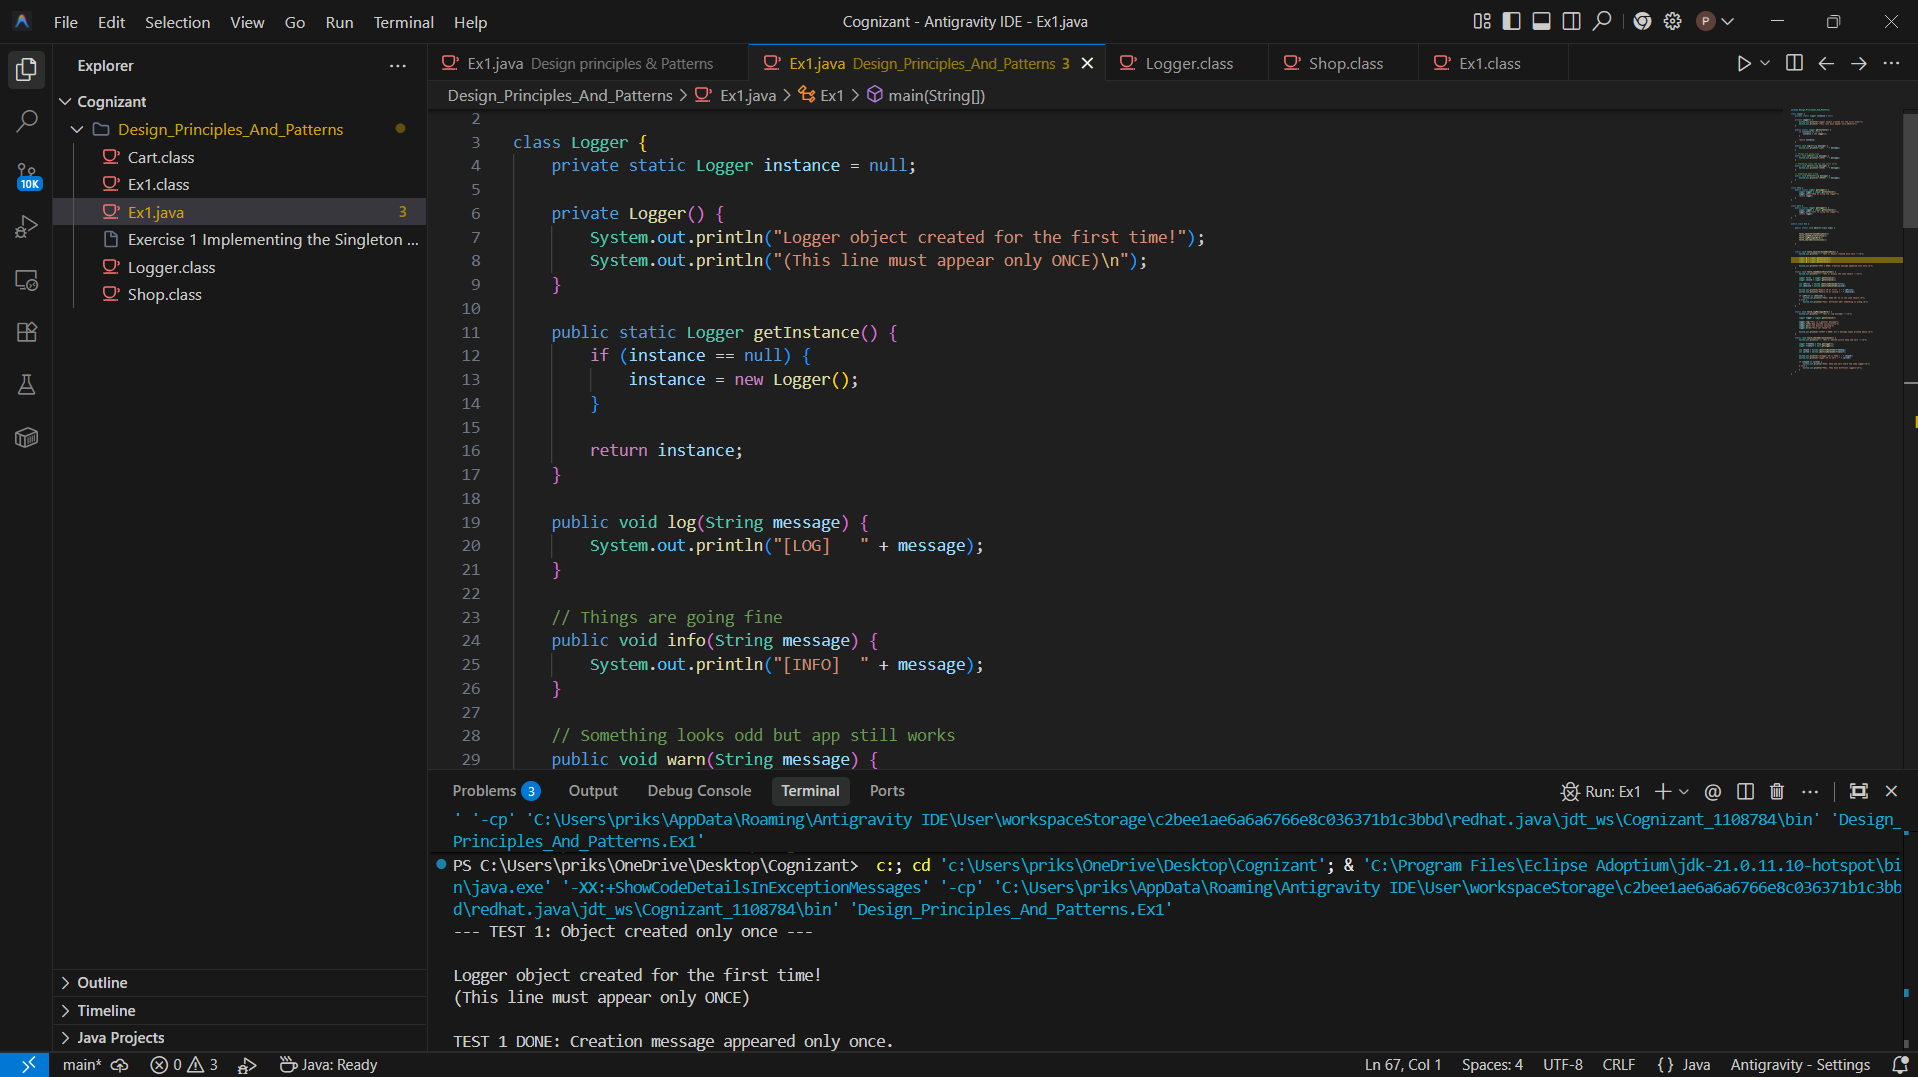 File Edit Selection View Go Run Terminal Help
Cognizant - Antigravity IDE - Ex1.java
P
Explorer
Cognizant
Design_Principles_And_Patterns
Cart.class
Ex1.class
Ex1.java 3
Exercise 1 Implementing the Singleton ...
Logger.class
Shop.class
10K
Outline
Timeline
Java Projects
Ex1.java Design principles & Patterns
Ex1.java Design_Principles_And_Patterns 3
Logger.class
Shop.class
Ex1.class
Design_Principles_And_Patterns > Ex1.java > Ex1 > main(String[])
2
3 class Logger {
4 private static Logger instance = null;
5
6 private Logger() {
7 System.out.println("Logger object created for the first time!");
8 System.out.println("(This line must appear only ONCE)\n");
9 }
10
11 public static Logger getInstance() {
12 if (instance == null) {
13 instance = new Logger();
14 }
15
16 return instance;
17 }
18
19 public void log(String message) {
20 System.out.println("[LOG]   " + message);
21 }
22
23 // Things are going fine
24 public void info(String message) {
25 System.out.println("[INFO]  " + message);
26 }
27
28 // Something looks odd but app still works
29 public void warn(String message) {
Problems 3 Output Debug Console Terminal Ports
Run: Ex1
' '-cp' 'C:\Users\priks\AppData\Roaming\Antigravity IDE\User\workspaceStorage\c2bee1ae6a6a6766e8c036371b1c3bbd\redhat.java\jdt_ws\Cognizant_1108784\bin' 'Design_
Principles_And_Patterns.Ex1'
PS C:\Users\priks\OneDrive\Desktop\Cognizant>  c:; cd 'c:\Users\priks\OneDrive\Desktop\Cognizant'; & 'C:\Program Files\Eclipse Adoptium\jdk-21.0.11.10-hotspot\bi
n\java.exe' '-XX:+ShowCodeDetailsInExceptionMessages' '-cp' 'C:\Users\priks\AppData\Roaming\Antigravity IDE\User\workspaceStorage\c2bee1ae6a6a6766e8c036371b1c3bb
d\redhat.java\jdt_ws\Cognizant_1108784\bin' 'Design_Principles_And_Patterns.Ex1'
--- TEST 1: Object created only once ---
Logger object created for the first time!
(This line must appear only ONCE)
TEST 1 DONE: Creation message appeared only once.
main* 0 3 Java: Ready
Ln 67, Col 1 Spaces: 4 UTF-8 CRLF {} Java Antigravity - Settings